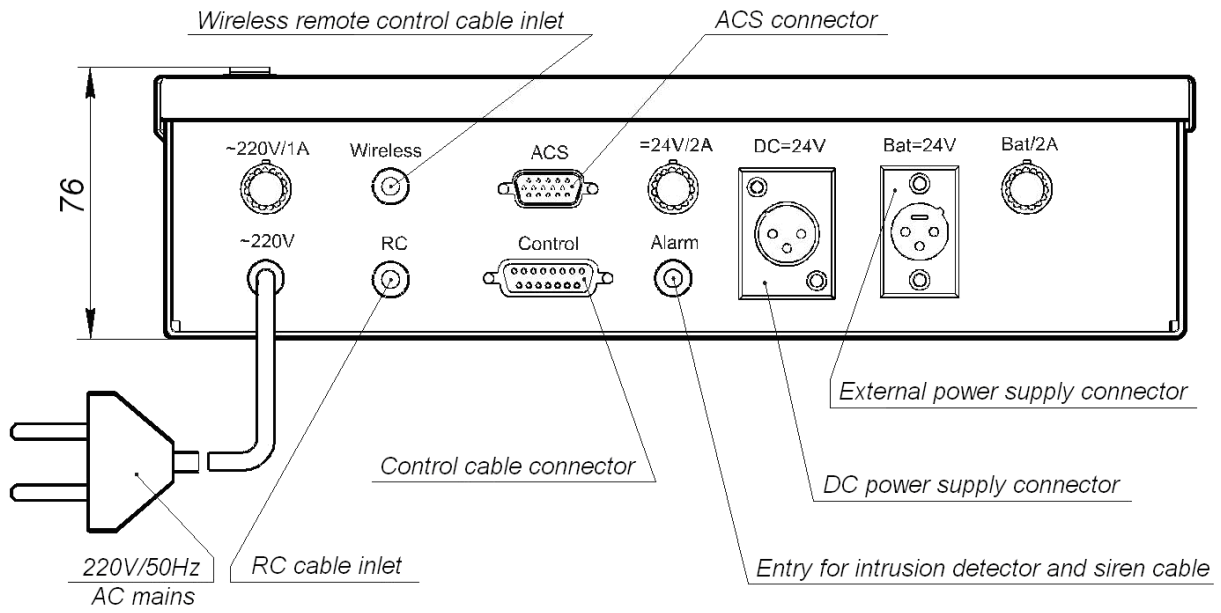 Wireless remote control cable inlet
ACS connector
76
~220V/1A
Wireless
ACS
=24V/2A
DC=24V
Bat=24V
Bat/2A
~220V
RC
Control
Alarm
External power supply connector
Control cable connector
DC power supply connector
220V/50Hz
AC mains
RC cable inlet
Entry for intrusion detector and siren cable